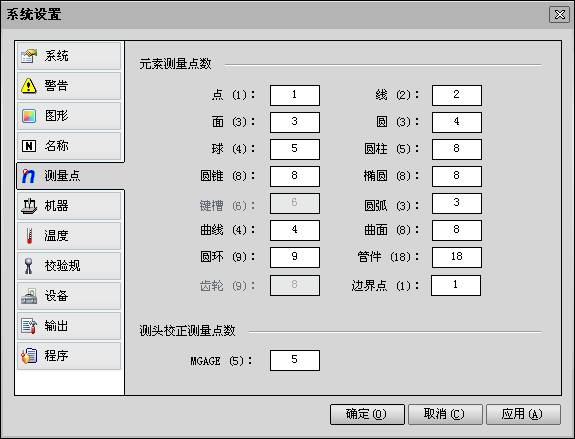 系统设置
系统
警告
图形
名称
测量点
机器
温度
校验规
设备
输出
程序
元素测量点数
点 (1): 1 线 (2): 2
面 (3): 3 圆 (3): 4
球 (4): 5 圆柱 (5): 8
圆锥 (8): 8 椭圆 (8): 8
键槽 (6): 6 圆弧 (3): 3
曲线 (4): 4 曲面 (8): 8
圆环 (9): 9 管件 (18): 18
齿轮 (9): 8 边界点 (1): 1
测头校正测量点数
MGAGE (5): 5
确定(O) 取消(C) 应用(A)